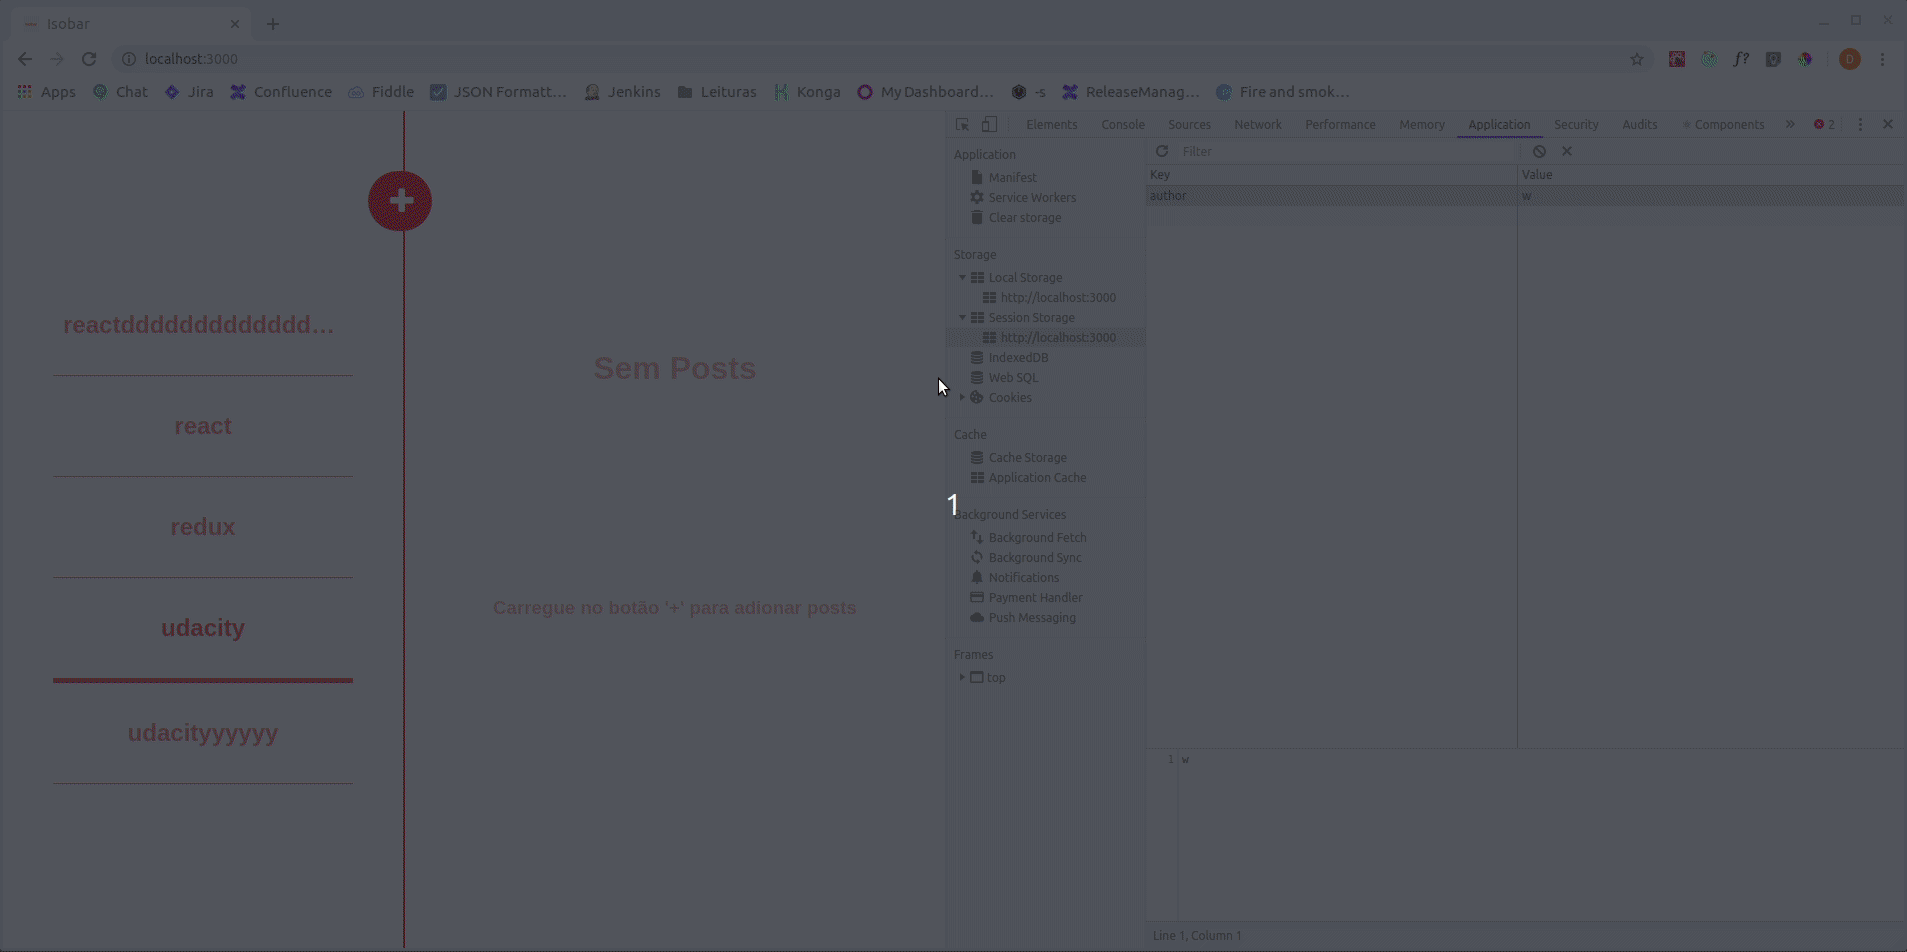 Isobar
localhost:3000
Apps Chat Jira Confluence Fiddle JSON Formatt... Jenkins Leituras Konga My Dashboard... -s ReleaseManag... Fire and smok...
reactddddddddddddd...
react
redux
udacity
udacityyyyyy
Sem Posts
Carregue no botão '+' para adionar posts
1
Elements Console Sources Network Performance Memory Application Security Audits Components » 2
Application
Manifest
Service Workers
Clear storage
Storage
Local Storage
http://localhost:3000
Session Storage
http://localhost:3000
IndexedDB
Web SQL
Cookies
Cache
Cache Storage
Application Cache
Background Services
Background Fetch
Background Sync
Notifications
Payment Handler
Push Messaging
Frames
top
Filter
Key Value
author w
1 w
Line 1, Column 1
f?
D